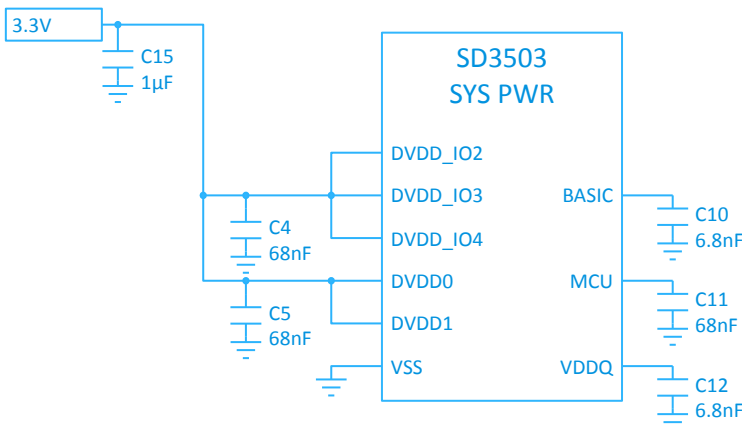 3.3V
C15
1µF
SD3503
SYS PWR
DVDD_IO2
DVDD_IO3
BASIC
C10
6.8nF
C4
68nF
DVDD_IO4
DVDD0
MCU
C11
68nF
C5
68nF
DVDD1
VSS
VDDQ
C12
6.8nF